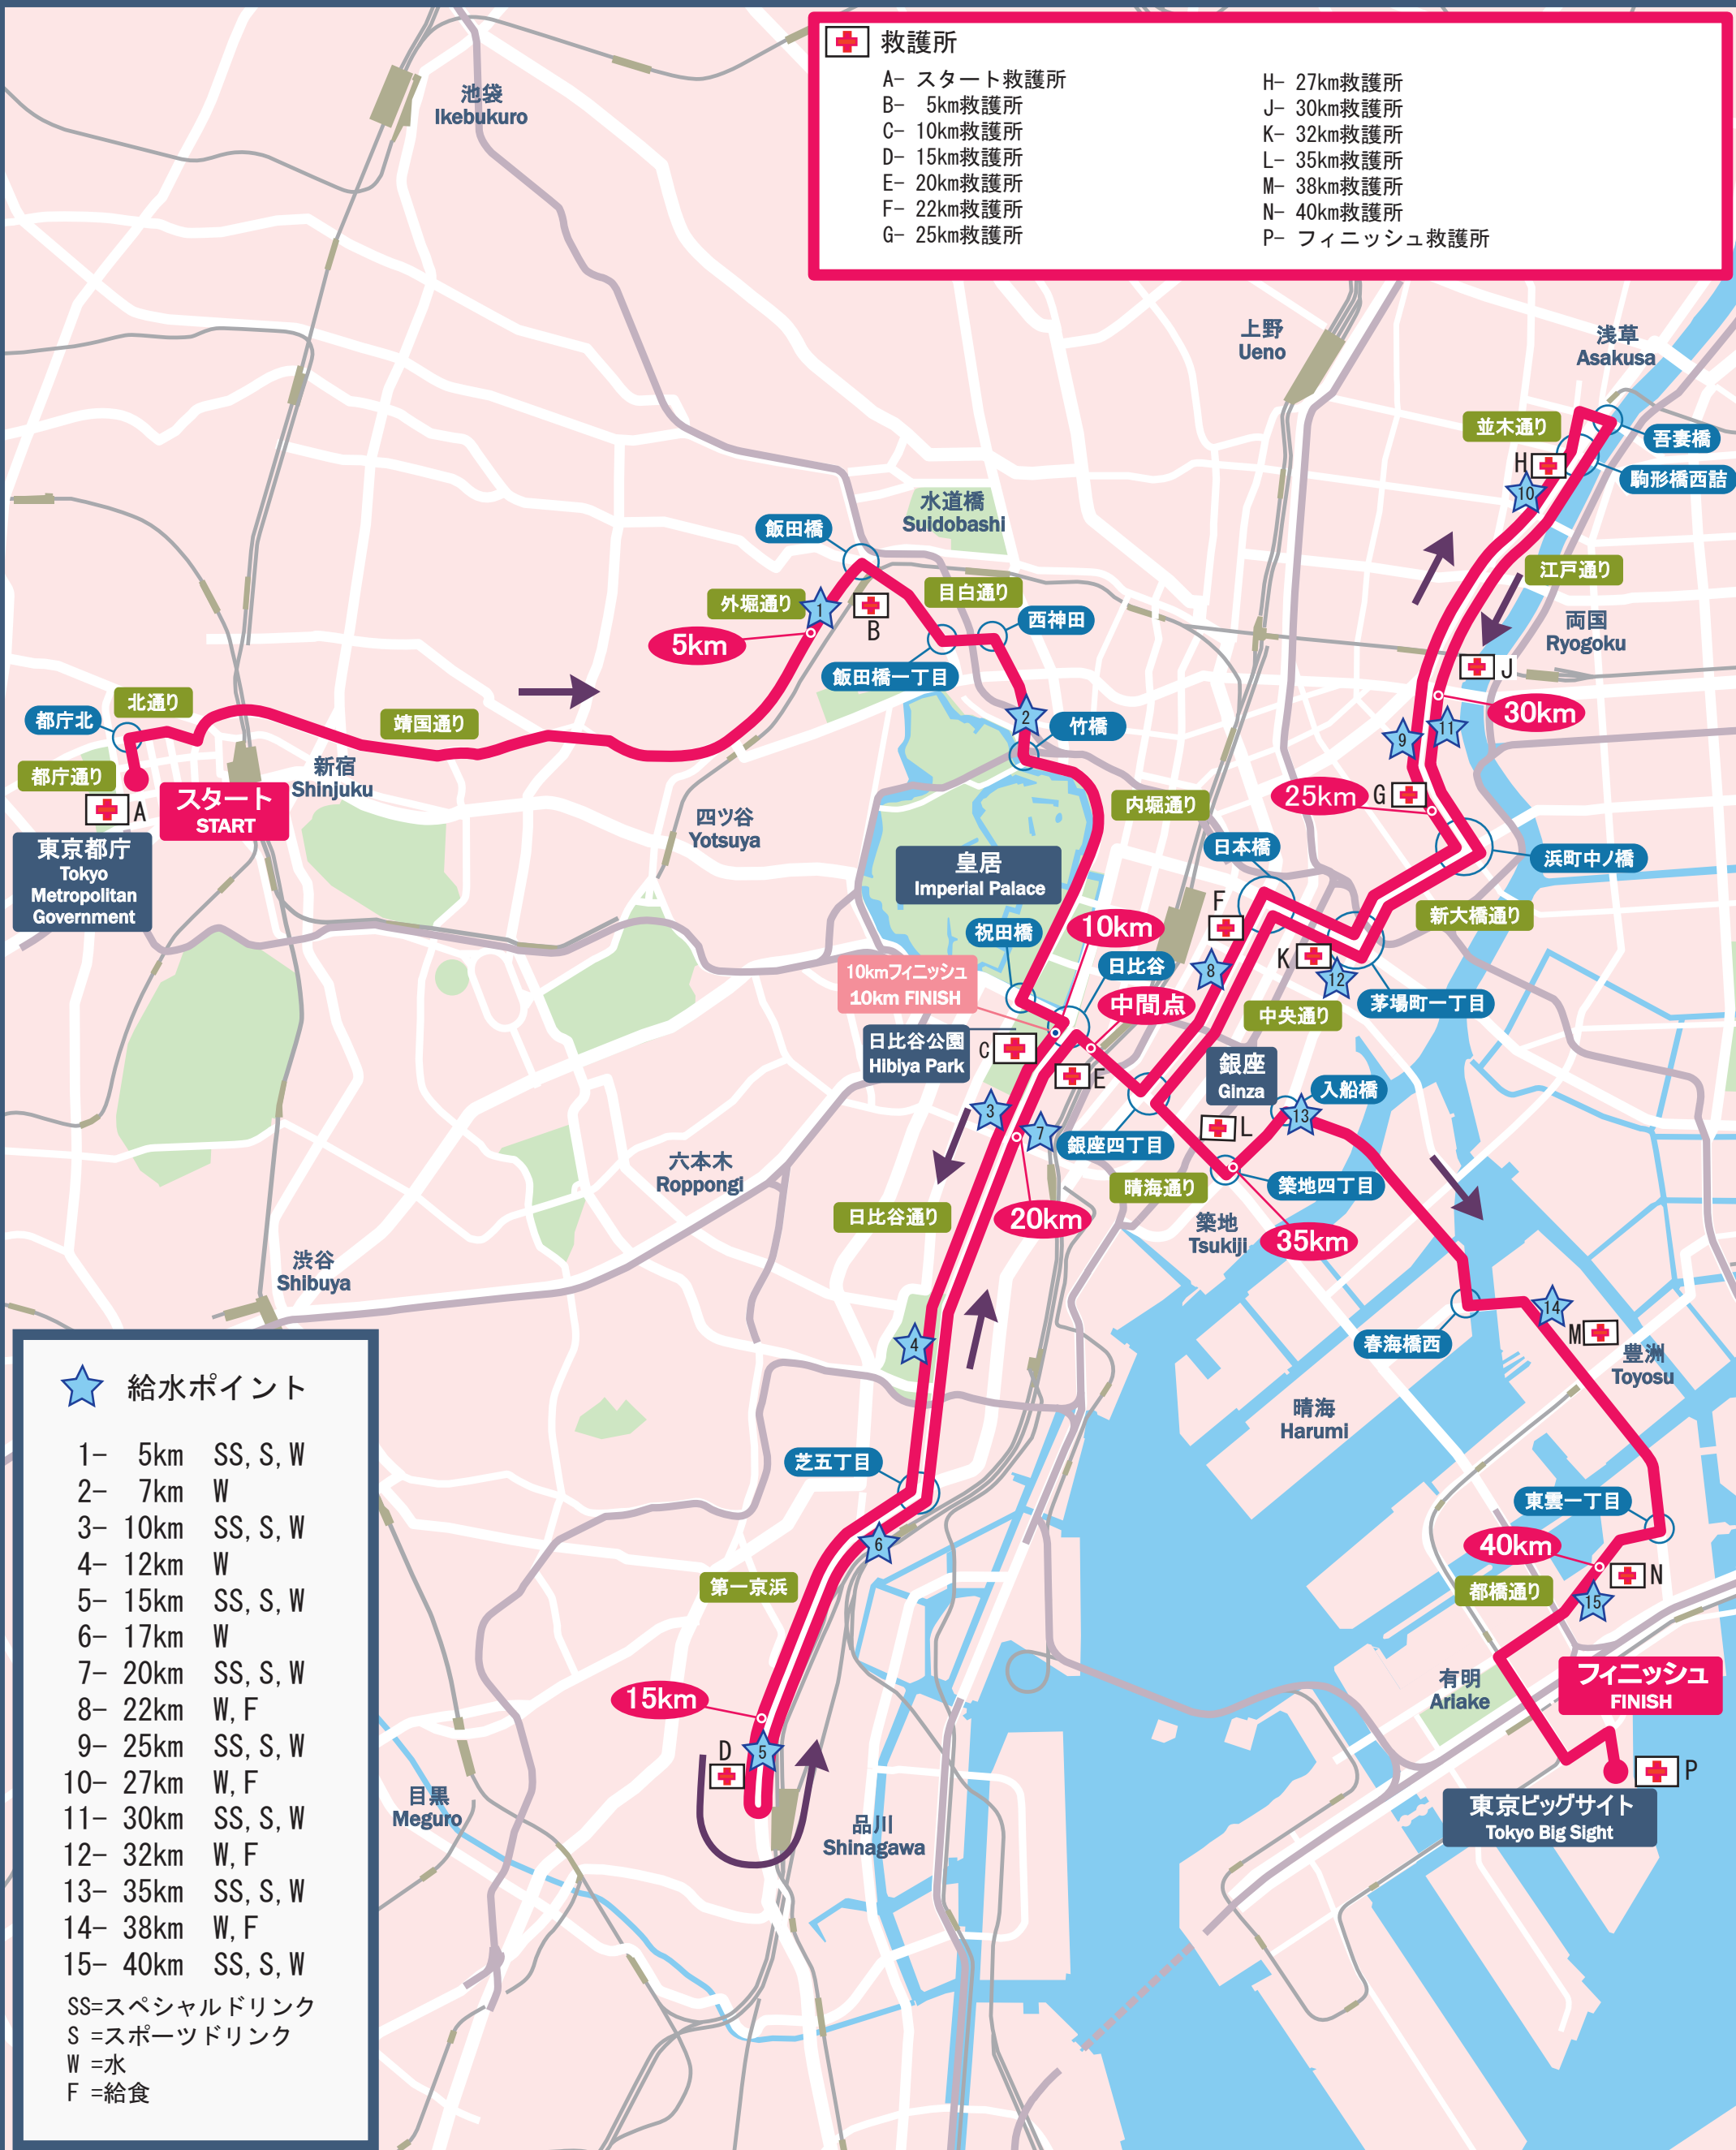 救護所
A- スタート救護所
B- 5km救護所
C- 10km救護所
D- 15km救護所
E- 20km救護所
F- 22km救護所
G- 25km救護所
H- 27km救護所
J- 30km救護所
K- 32km救護所
L- 35km救護所
M- 38km救護所
N- 40km救護所
P- フィニッシュ救護所
池袋
Ikebukuro
上野
Ueno
浅草
Asakusa
並木通り
吾妻橋
H
駒形橋西詰
10
水道橋
Suidobashi
飯田橋
江戸通り
目白通り
外堀通り
1
B
西神田
両国
Ryogoku
5km
飯田橋一丁目
J
北通り
都庁北
靖国通り
2
竹橋
30km
9
11
都庁通り
新宿
Shinjuku
A
スタート
START
四ツ谷
Yotsuya
内堀通り
25km
G
東京都庁
Tokyo
Metropolitan
Government
皇居
Imperial Palace
日本橋
浜町中ノ橋
F
新大橋通り
祝田橋
10km
K
10kmフィニッシュ
10km FINISH
日比谷
8
12
中間点
中央通り
茅場町一丁目
日比谷公園
Hibiya Park
C
E
銀座
Ginza
入船橋
3
7
13
L
銀座四丁目
六本木
Roppongi
晴海通り
築地四丁目
日比谷通り
20km
築地
Tsukiji
35km
渋谷
Shibuya
14
M
4
春海橋西
豊洲
Toyosu
晴海
Harumi
芝五丁目
東雲一丁目
6
40km
N
第一京浜
都橋通り
15
15km
有明
Ariake
フィニッシュ
FINISH
D
5
P
目黒
Meguro
品川
Shinagawa
東京ビッグサイト
Tokyo Big Sight
給水ポイント
1- 5km SS,S,W
2- 7km W
3- 10km SS,S,W
4- 12km W
5- 15km SS,S,W
6- 17km W
7- 20km SS,S,W
8- 22km W,F
9- 25km SS,S,W
10- 27km W,F
11- 30km SS,S,W
12- 32km W,F
13- 35km SS,S,W
14- 38km W,F
15- 40km SS,S,W
SS=スペシャルドリンク
S =スポーツドリンク
W =水
F =給食